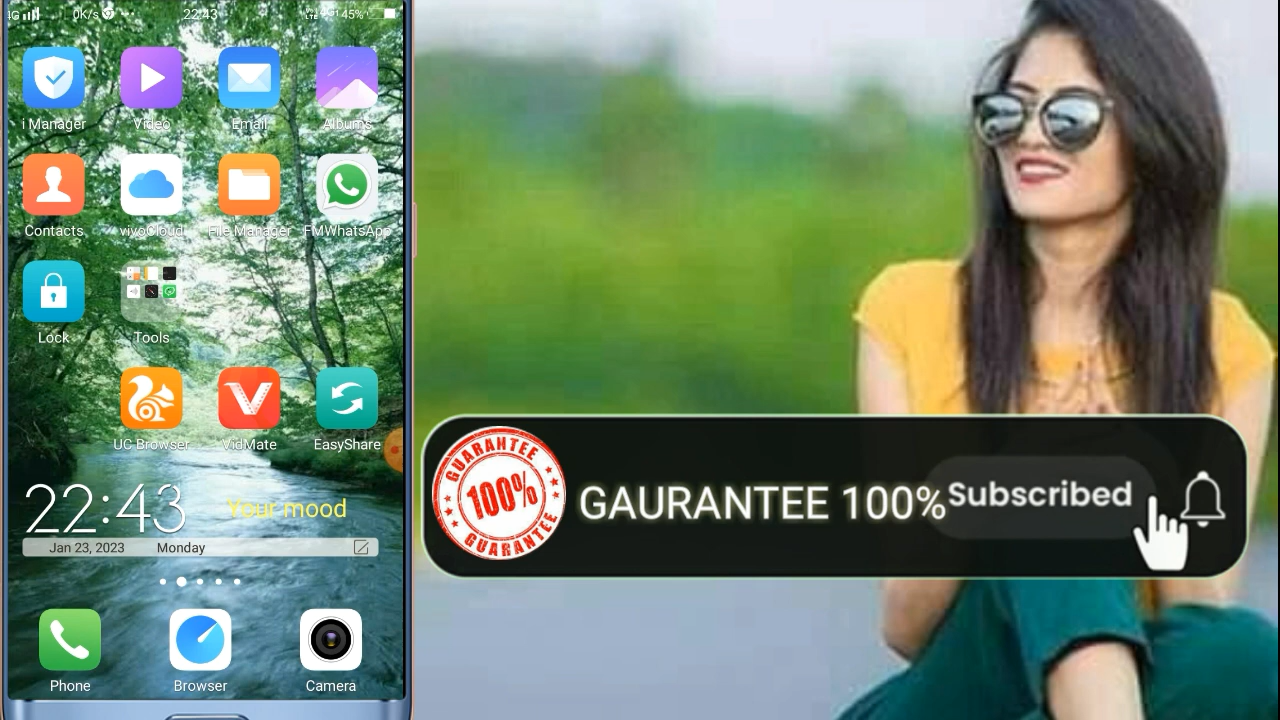 4G 0K/s ... 22:43 45%
i Manager Video Email Albums
Contacts vivoCloud File Manager FMWhatsApp
Lock Tools
UC Browser VidMate EasyShare
22:43 Your mood
Jan 23, 2023 Monday
Phone Browser Camera
GUARANTEE
100%
GUARANTEE
GAURANTEE 100%
Subscribed